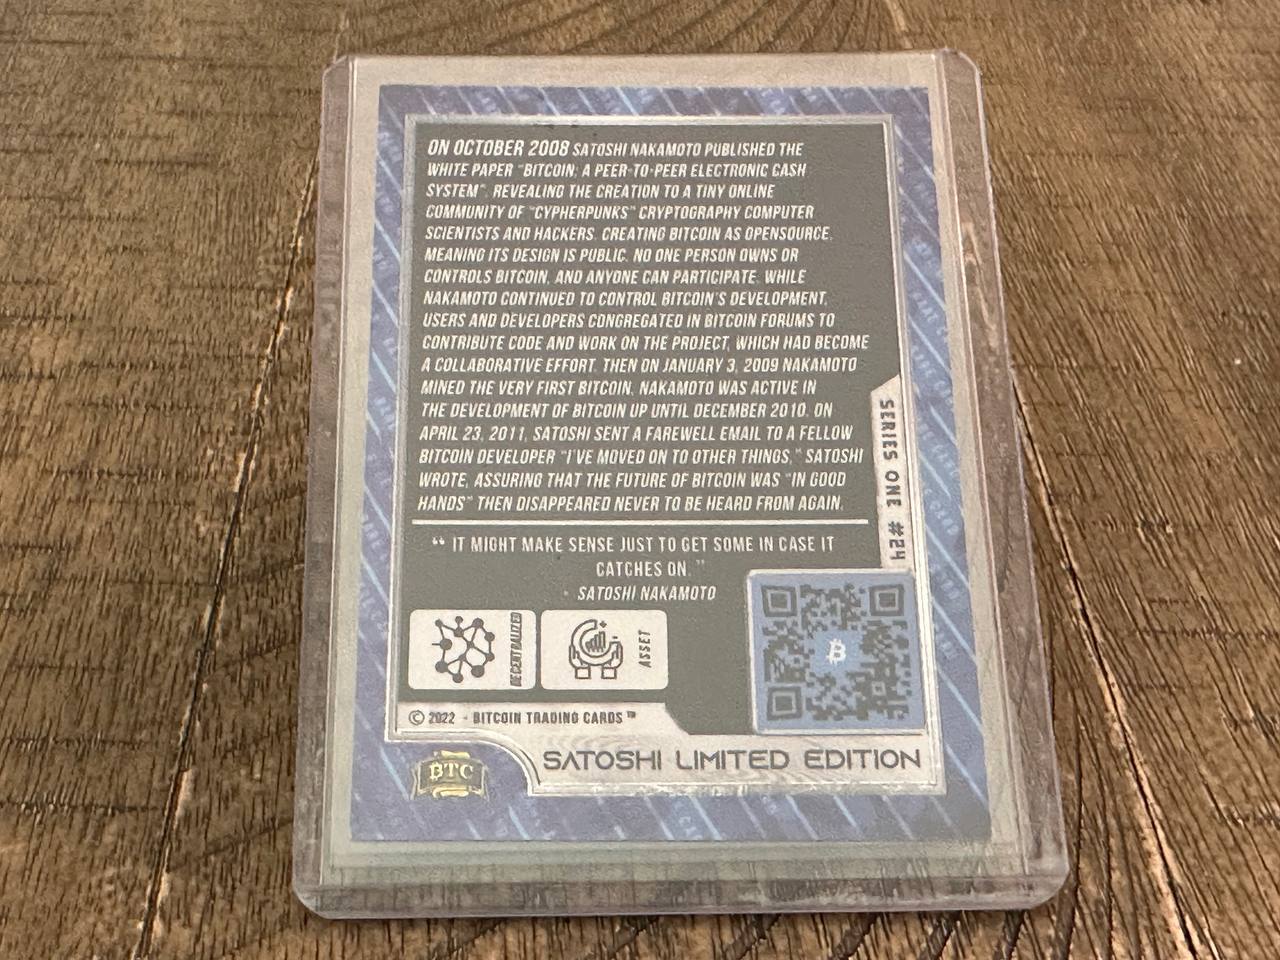 ON OCTOBER 2008 SATOSHI NAKAMOTO PUBLISHED THE
WHITE PAPER "BITCOIN: A PEER-TO-PEER ELECTRONIC CASH
SYSTEM". REVEALING THE CREATION TO A TINY ONLINE
COMMUNITY OF "CYPHERPUNKS" CRYPTOGRAPHY COMPUTER
SCIENTISTS AND HACKERS. CREATING BITCOIN AS OPENSOURCE,
MEANING ITS DESIGN IS PUBLIC. NO ONE PERSON OWNS OR
CONTROLS BITCOIN, AND ANYONE CAN PARTICIPATE. WHILE
NAKAMOTO CONTINUED TO CONTROL BITCOIN'S DEVELOPMENT,
USERS AND DEVELOPERS CONGREGATED IN BITCOIN FORUMS TO
CONTRIBUTE CODE AND WORK ON THE PROJECT, WHICH HAD BECOME
A COLLABORATIVE EFFORT. THEN ON JANUARY 3, 2009 NAKAMOTO
MINED THE VERY FIRST BITCOIN. NAKAMOTO WAS ACTIVE IN
THE DEVELOPMENT OF BITCOIN UP UNTIL DECEMBER 2010. ON
APRIL 23, 2011, SATOSHI SENT A FAREWELL EMAIL TO A FELLOW
BITCOIN DEVELOPER "I'VE MOVED ON TO OTHER THINGS," SATOSHI
WROTE, ASSURING THAT THE FUTURE OF BITCOIN WAS "IN GOOD
HANDS" THEN DISAPPEARED NEVER TO BE HEARD FROM AGAIN.
SERIES ONE #24
“ IT MIGHT MAKE SENSE JUST TO GET SOME IN CASE IT
CATCHES ON. ”
- SATOSHI NAKAMOTO
DECENTRALIZED
ASSET
© 2022 - BITCOIN TRADING CARDS™
BTC
SATOSHI LIMITED EDITION